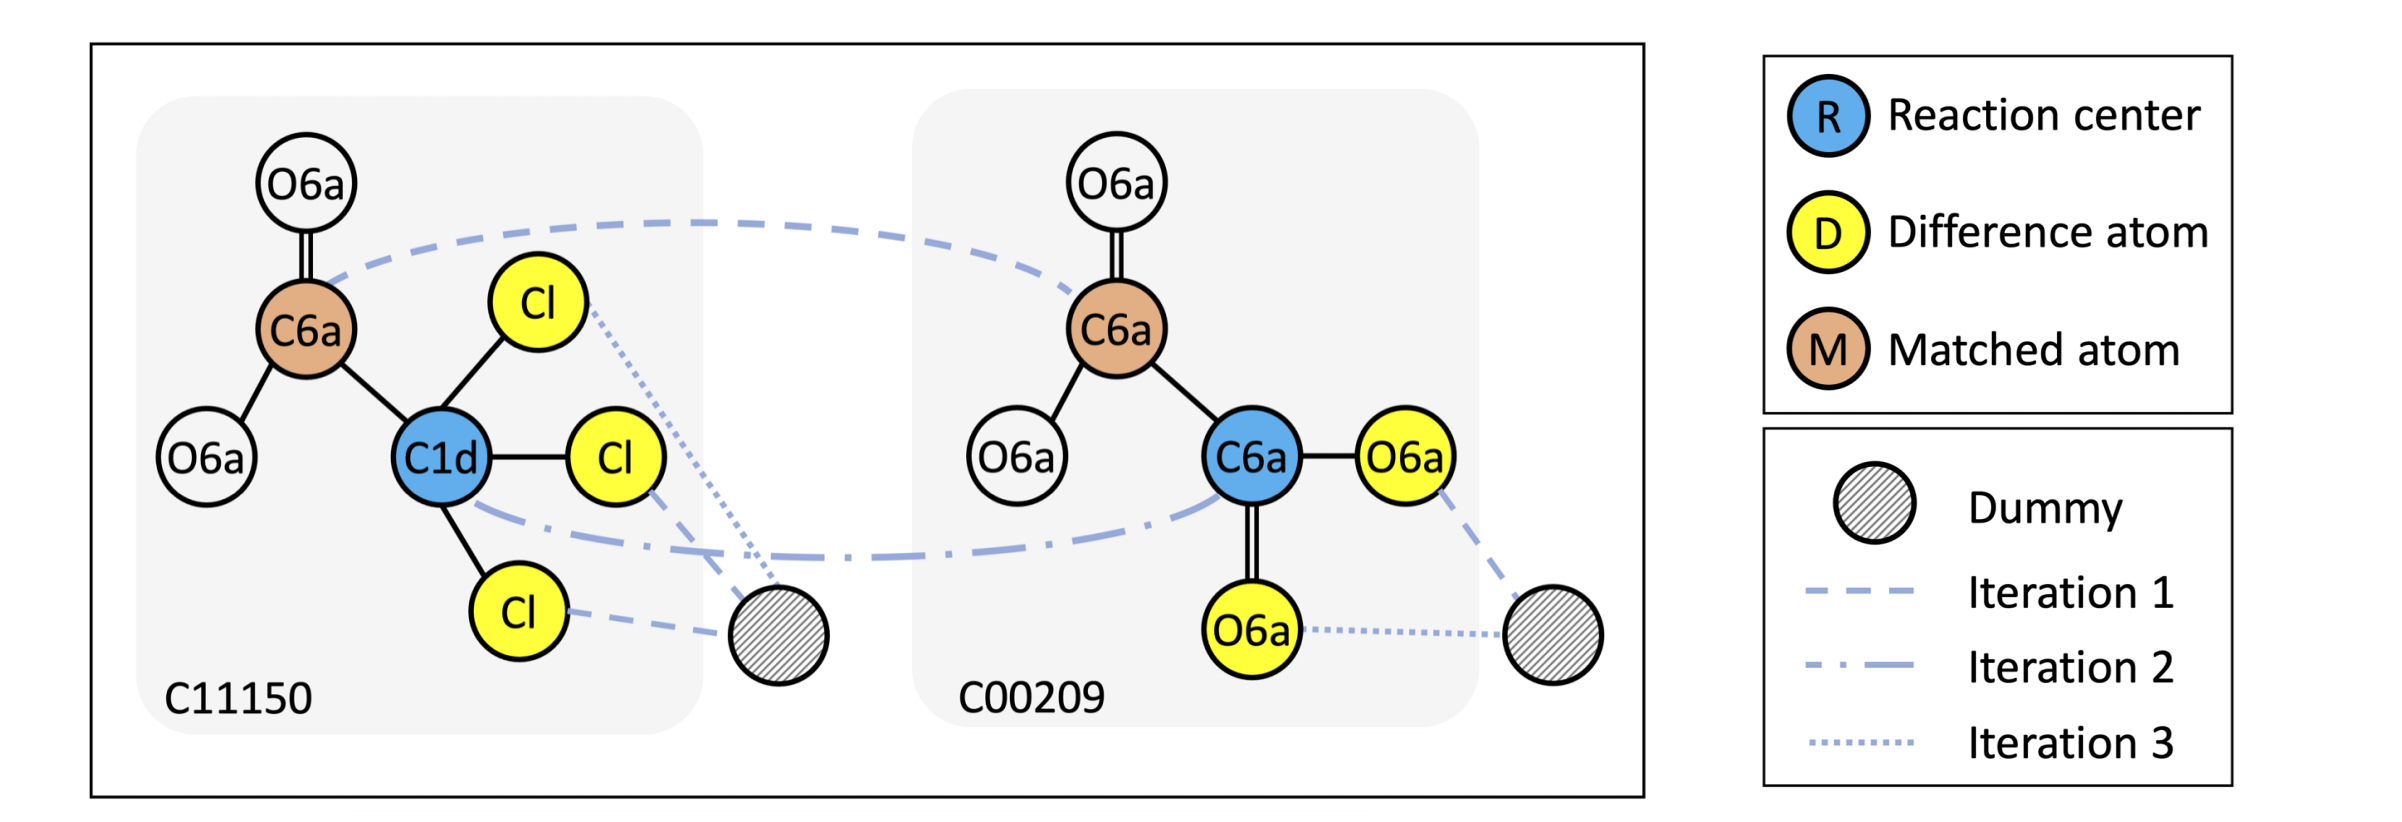 O6a
C6a
O6a
C1d
Cl
Cl
Cl
C11150
O6a
C6a
O6a
C6a
O6a
O6a
C00209
R Reaction center
D Difference atom
M Matched atom
Dummy
Iteration 1
Iteration 2
Iteration 3